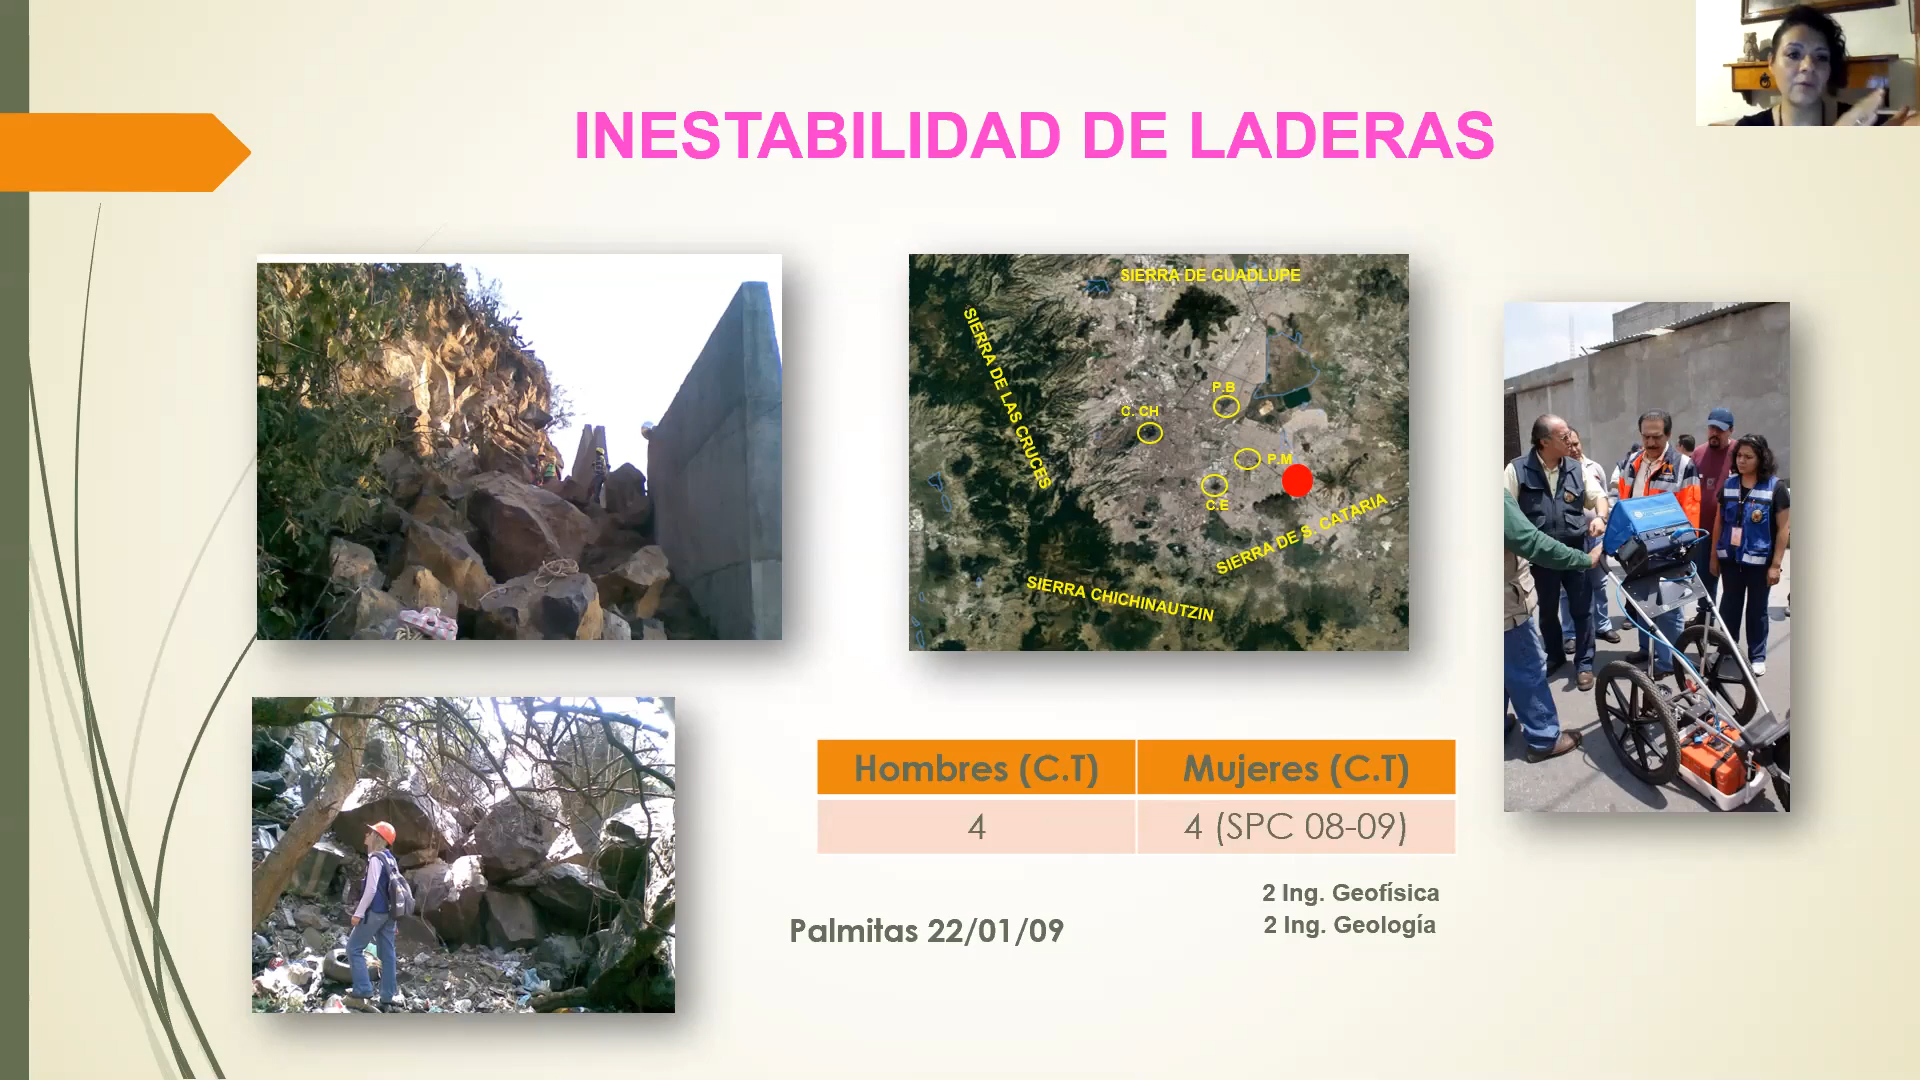 INESTABILIDAD DE LADERAS
SIERRA DE GUADLUPE
SIERRA DE LAS CRUCES
P.B
C. CH
P.M
C.E
SIERRA DE S. CATARIA
SIERRA CHICHINAUTZIN
Hombres (C.T) Mujeres (C.T)
4 4 (SPC 08-09)
2 Ing. Geofísica
2 Ing. Geología
Palmitas 22/01/09